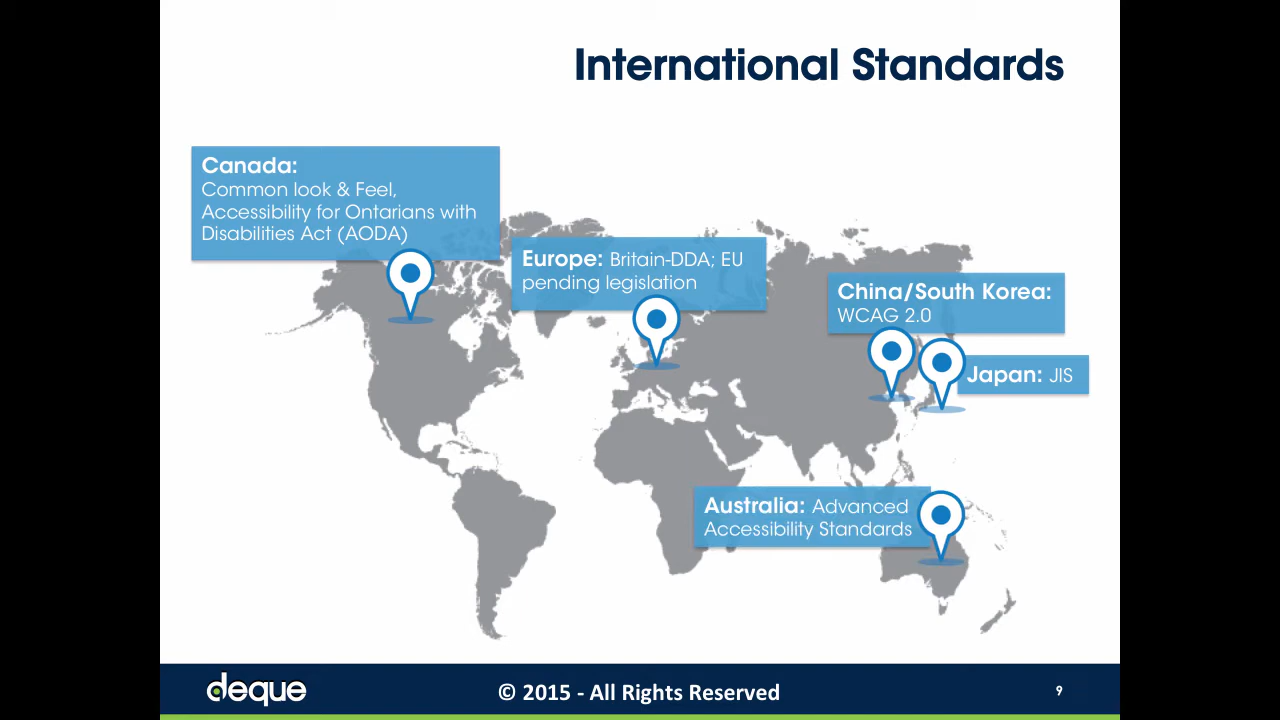 International Standards
Canada:
Common look & Feel,
Accessibility for Ontarians with
Disabilities Act (AODA)
Europe: Britain-DDA; EU
pending legislation
China/South Korea:
WCAG 2.0
Japan: JIS
Australia: Advanced
Accessibility Standards
deque
© 2015 - All Rights Reserved
9